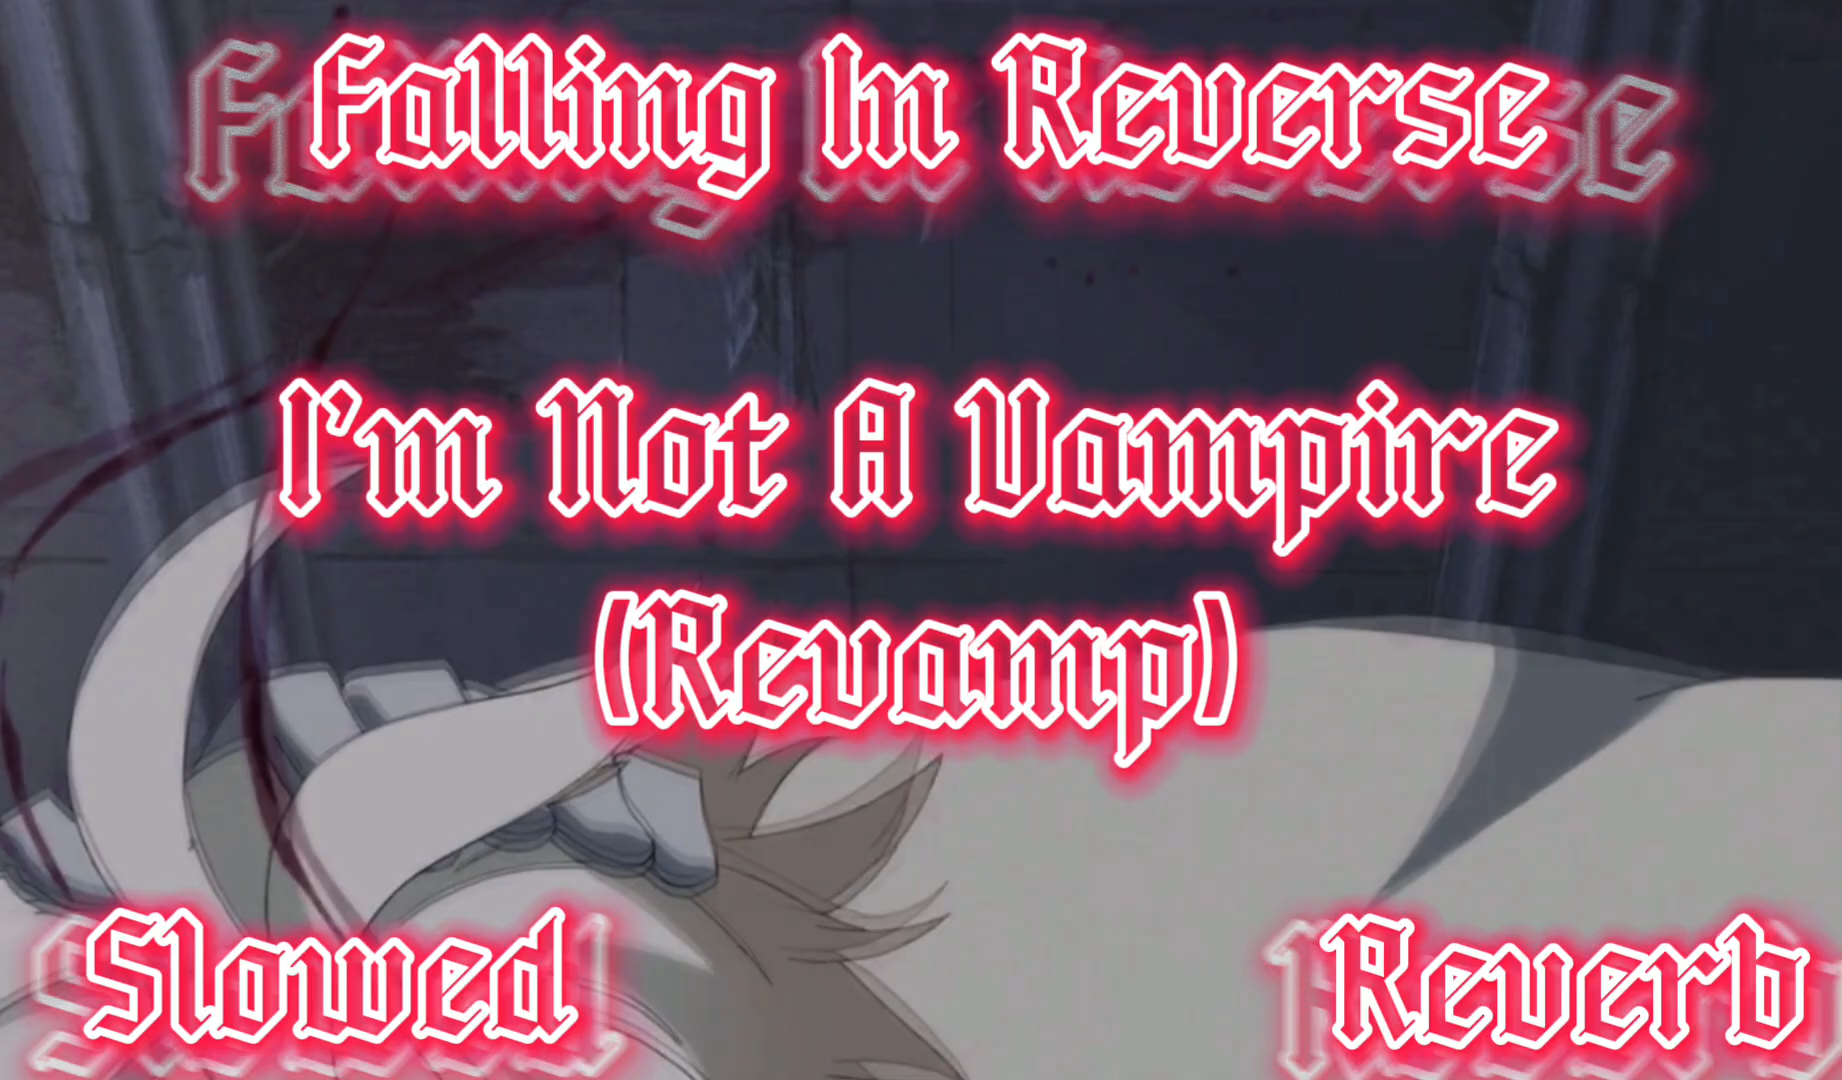 Falling In Reverse
I'm Not A Vampire
(Revamp)
Slowed
Reverb